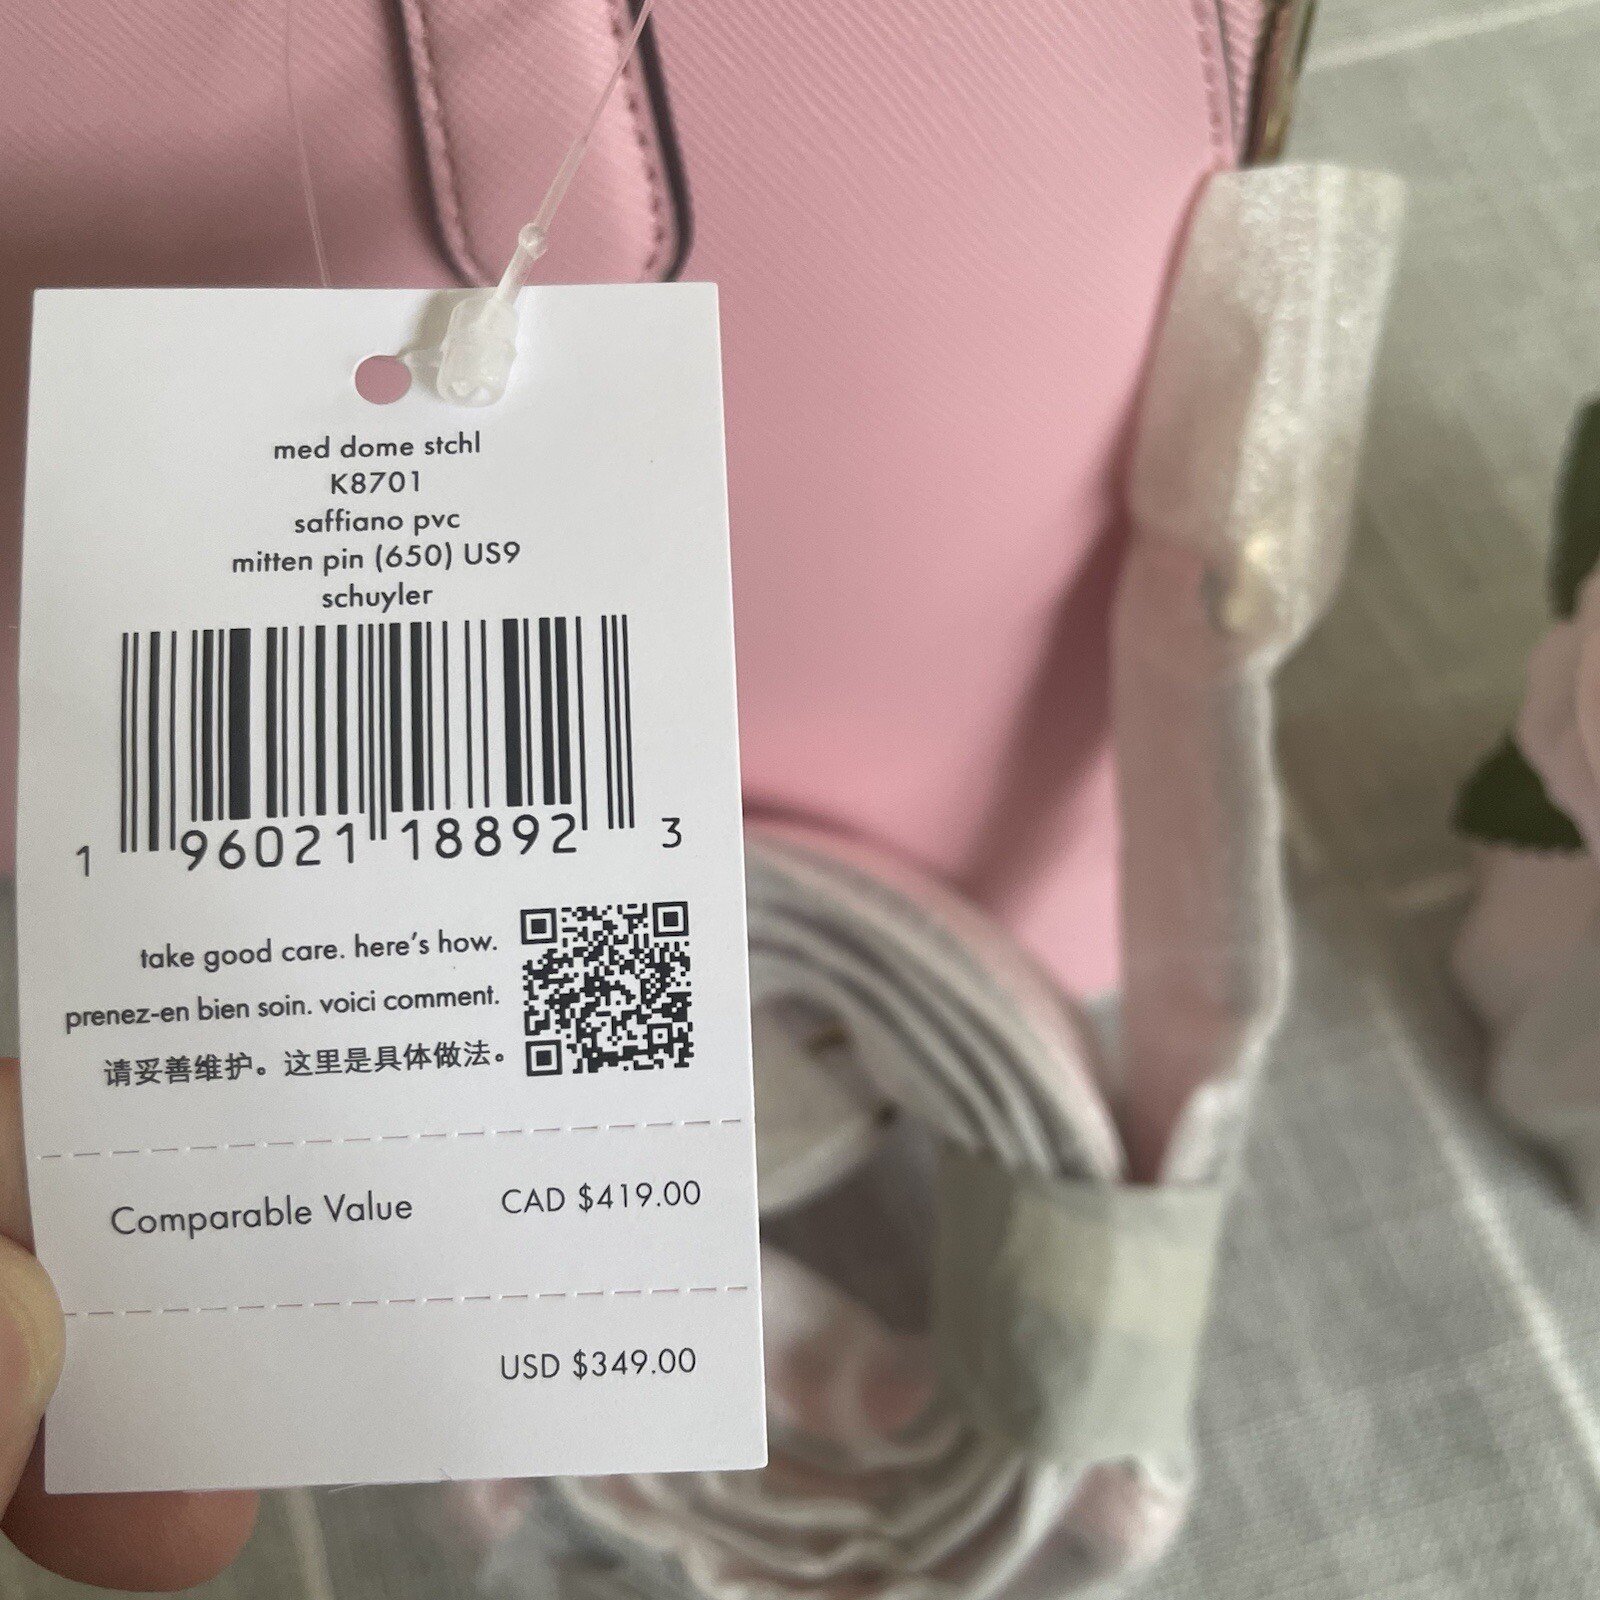 med dome stchl
K8701
saffiano pvc
mitten pin (650) US9
schuyler
1 96021 18892 3
take good care. here's how.
prenez-en bien soin. voici comment.
请妥善维护。这里是具体做法。
Comparable Value CAD $419.00
USD $349.00